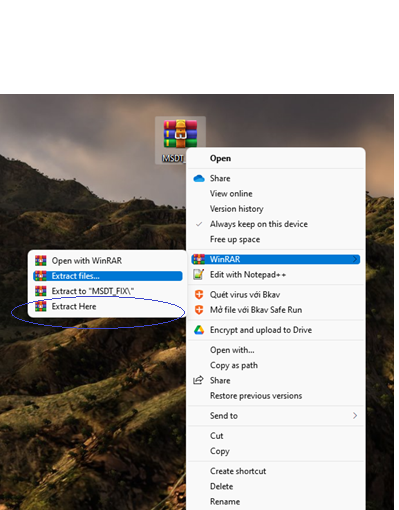 MSDT_
Open
Share
View online
Version history
Always keep on this device
Free up space
WinRAR
Edit with Notepad++
Quét virus với Bkav
Mở file với Bkav Safe Run
Encrypt and upload to Drive
Open with...
Copy as path
Share
Restore previous versions
Send to
Cut
Copy
Create shortcut
Delete
Rename
Open with WinRAR
Extract files...
Extract to "MSDT_FIX\"
Extract Here